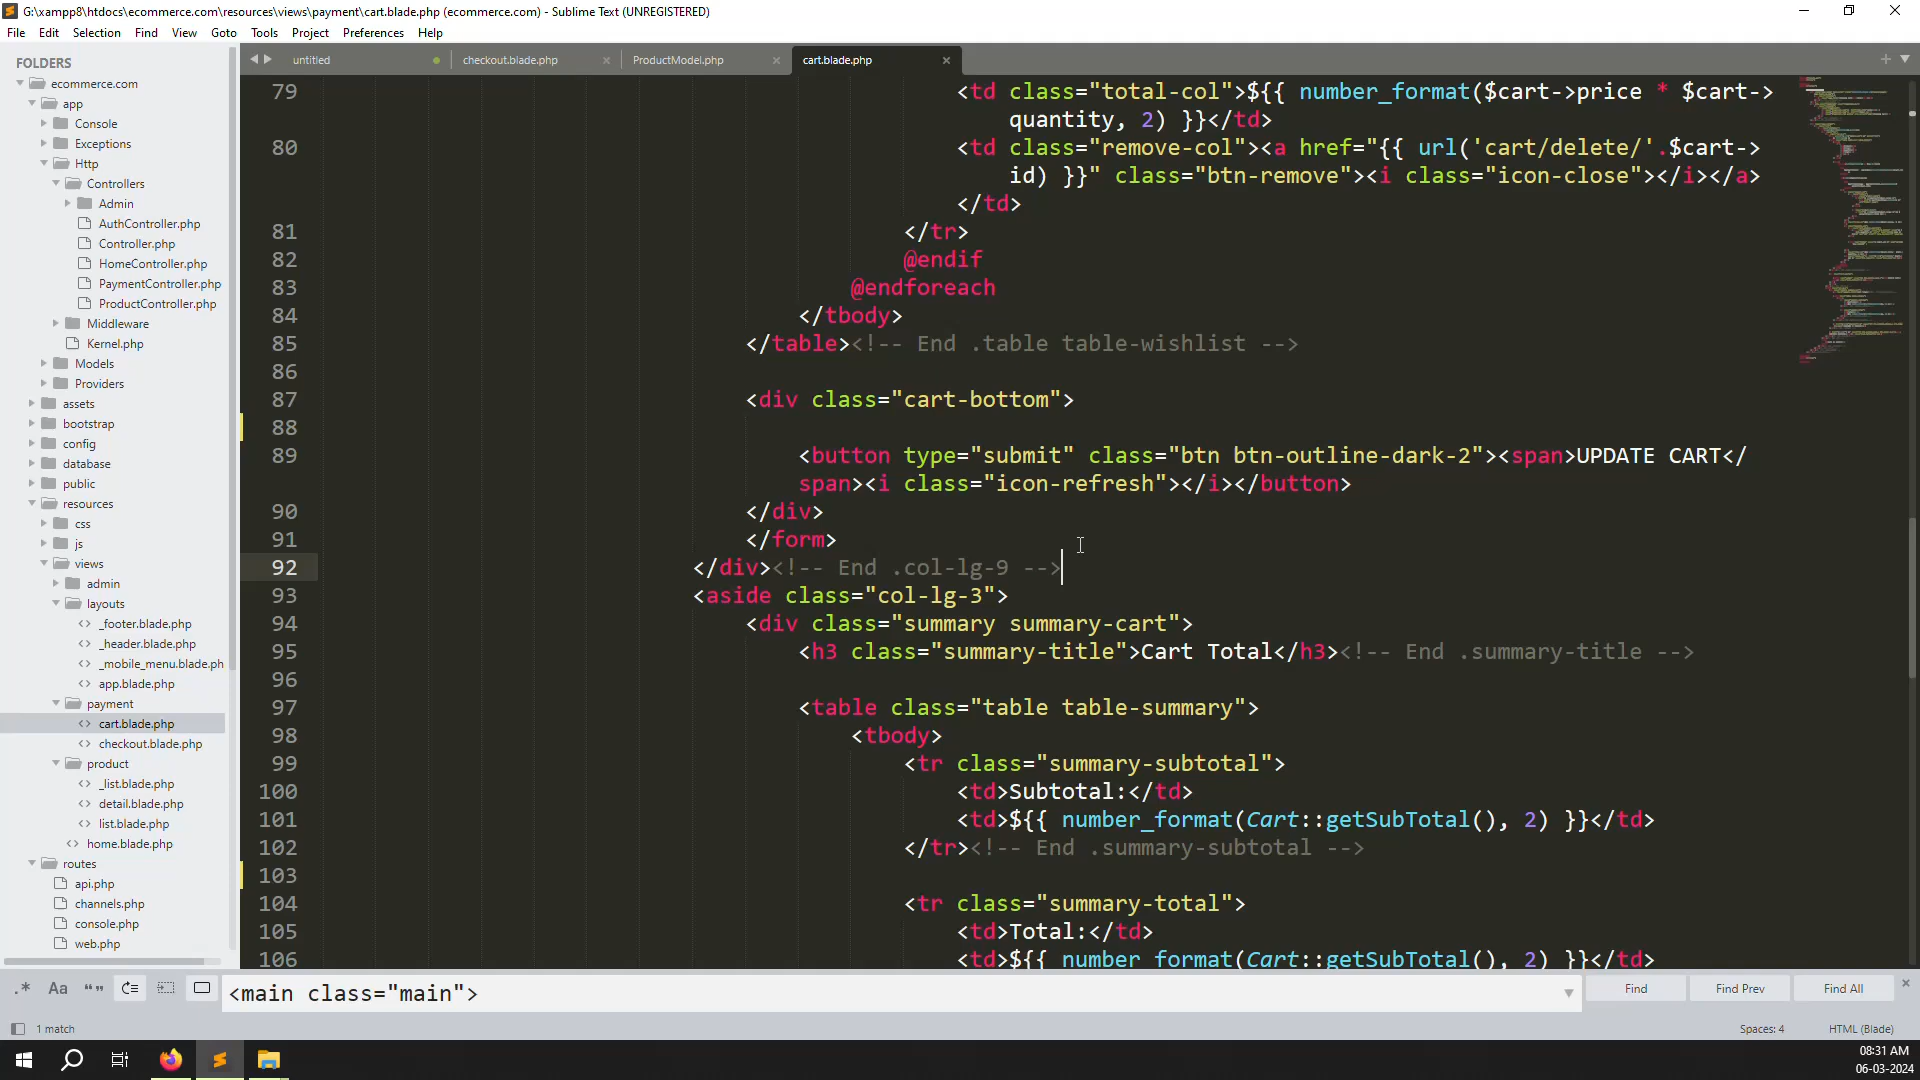 G:\xampp8\htdocs\ecommerce.com\resources\views\payment\cart.blade.php (ecommerce.com) - Sublime Text (UNREGISTERED)
File Edit Selection Find View Goto Tools Project Preferences Help
FOLDERS
ecommerce.com
app
Console
Exceptions
Http
Controllers
Admin
AuthController.php
Controller.php
HomeController.php
PaymentController.php
ProductController.php
Middleware
Kernel.php
Models
Providers
assets
bootstrap
config
database
public
resources
css
js
views
admin
layouts
_footer.blade.php
_header.blade.php
_mobile_menu.blade.ph
app.blade.php
payment
cart.blade.php
checkout.blade.php
product
_list.blade.php
detail.blade.php
list.blade.php
home.blade.php
routes
api.php
channels.php
console.php
web.php
untitled checkout.blade.php ProductModel.php cart.blade.php
79 <td class="total-col">${{ number_format($cart->price * $cart->
quantity, 2) }}</td>
80 <td class="remove-col"><a href="{{ url('cart/delete/'.$cart->
id) }}" class="btn-remove"><i class="icon-close"></i></a>
</td>
81 </tr>
82 @endif
83 @endforeach
84 </tbody>
85 </table><!-- End .table table-wishlist -->
86
87 <div class="cart-bottom">
88
89 <button type="submit" class="btn btn-outline-dark-2"><span>UPDATE CART</
span><i class="icon-refresh"></i></button>
90 </div>
91 </form>
92 </div><!-- End .col-lg-9 -->
93 <aside class="col-lg-3">
94 <div class="summary summary-cart">
95 <h3 class="summary-title">Cart Total</h3><!-- End .summary-title -->
96
97 <table class="table table-summary">
98 <tbody>
99 <tr class="summary-subtotal">
100 <td>Subtotal:</td>
101 <td>${{ number_format(Cart::getSubTotal(), 2) }}</td>
102 </tr><!-- End .summary-subtotal -->
103
104 <tr class="summary-total">
105 <td>Total:</td>
106 <td>${{ number_format(Cart::getSubTotal(), 2) }}</td>
.* Aa “” <main class="main"> Find Find Prev Find All
1 match Spaces: 4 HTML (Blade)
08:31 AM
06-03-2024